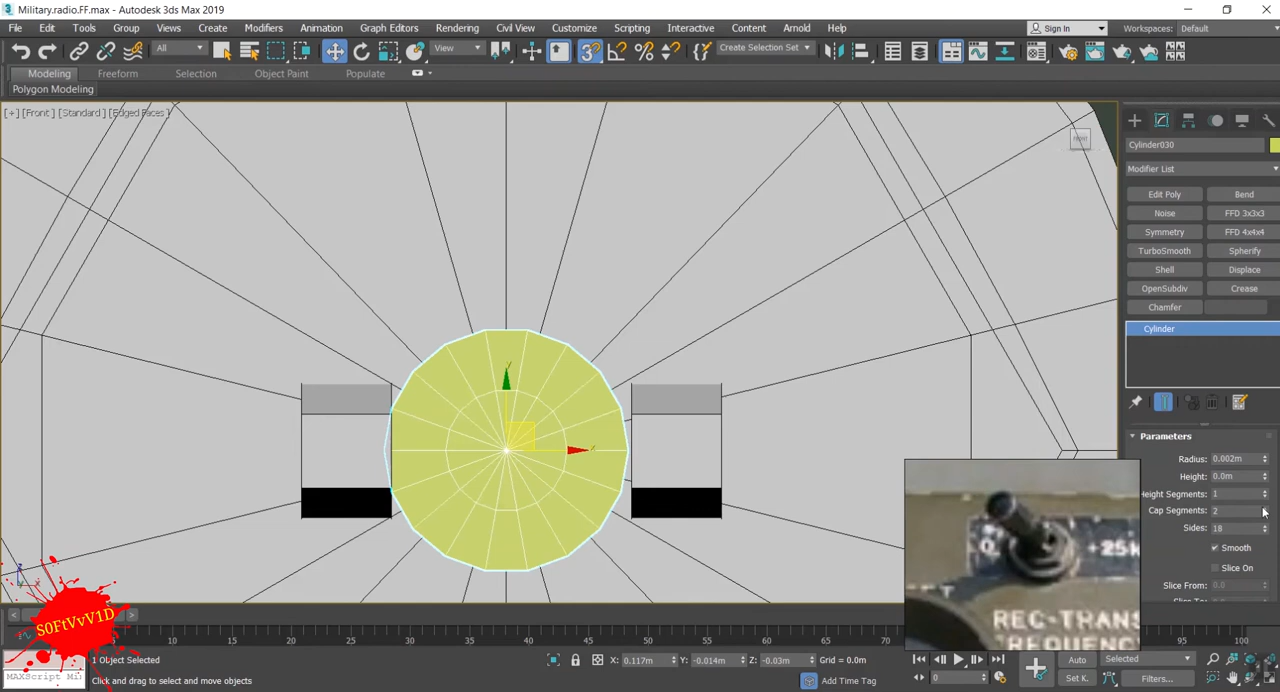 Military.radio.FF.max - Autodesk 3ds Max 2019
File Edit Tools Group Views Create Modifiers Animation Graph Editors Rendering Civil View Customize Scripting Interactive Content Arnold Help Sign In Workspaces: Default
All View Create Selection Set
Modeling Freeform Selection Object Paint Populate
Polygon Modeling
[+] [Front] [Standard] [Edged Faces]
FRONT
Cylinder030
Modifier List
Edit Poly Bend
Noise FFD 3x3x3
Symmetry FFD 4x4x4
TurboSmooth Spherify
Shell Displace
OpenSubdiv Crease
Chamfer
Cylinder
Parameters
Radius: 0.002m
Height: 0.0m
Height Segments: 1
Cap Segments: 2
Sides: 18
Smooth
Slice On
Slice From: 0.0
0 +25k
REC-TRANS
FREQUENCY
S0FtVvV1D
10 15 20 25 30 35 40 45 50 55 60 65 70 95 100
1 Object Selected X: 0.117m Y: -0.014m Z: -0.03m Grid = 0.0m Auto Selected
MAXScript Mi Click and drag to select and move objects Add Time Tag 0 Set K. Filters...